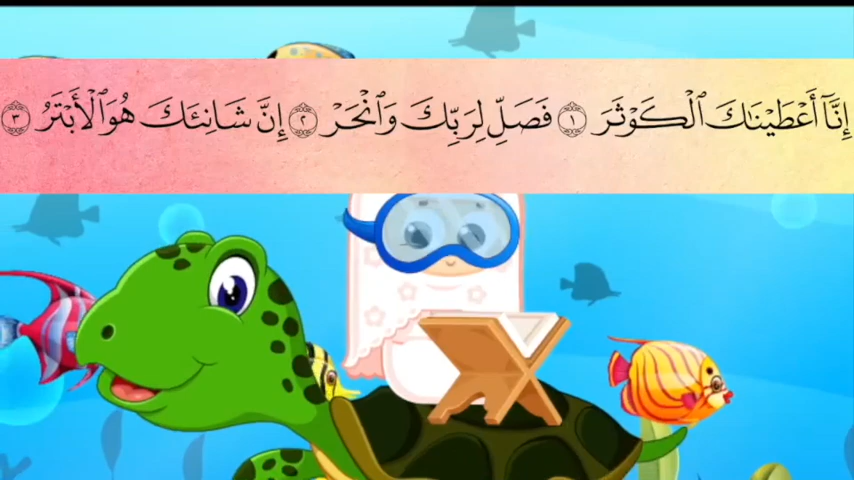 إِنَّآ أَعْطَيْنَـٰكَ ٱلْكَوْثَرَ ۝١ فَصَلِّ لِرَبِّكَ وَٱنْحَرْ ۝٢ إِنَّ شَانِئَكَ هُوَ ٱلْأَبْتَرُ ۝٣